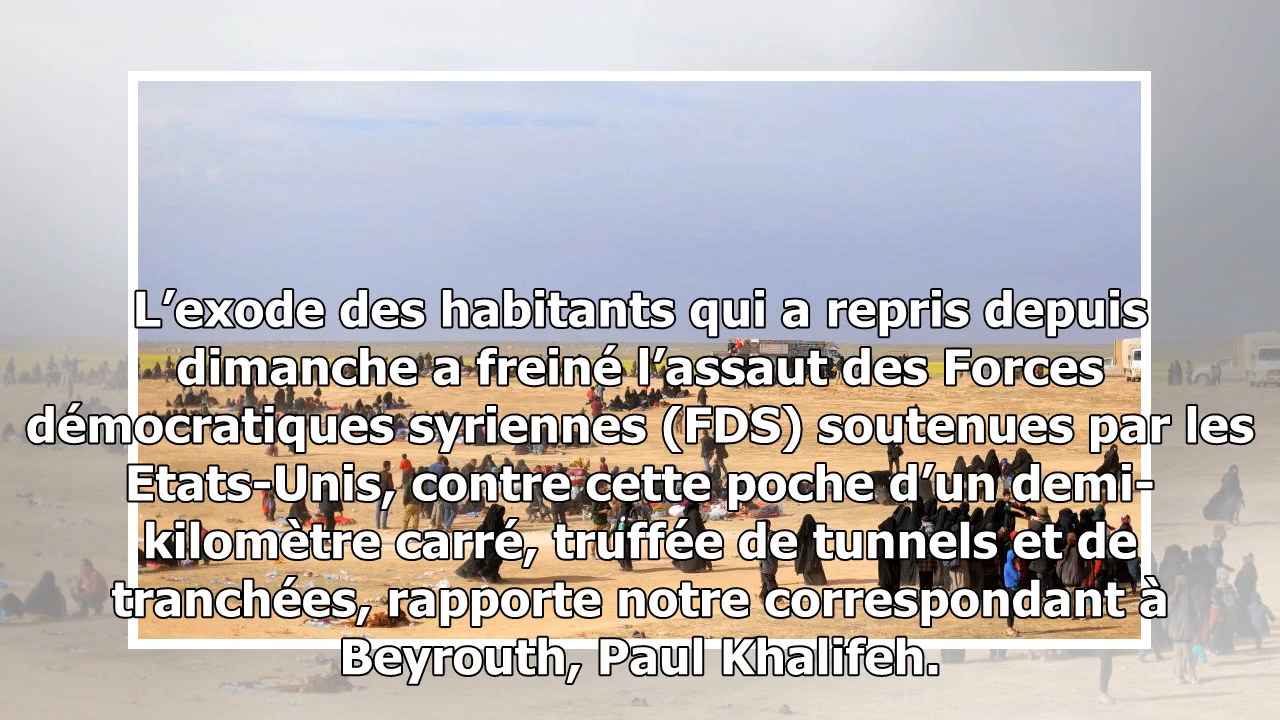 L’exode des habitants qui a repris depuis
dimanche a freiné l’assaut des Forces
démocratiques syriennes (FDS) soutenues par les
Etats-Unis, contre cette poche d’un demi-
kilomètre carré, truffée de tunnels et de
tranchées, rapporte notre correspondant à
Beyrouth, Paul Khalifeh.